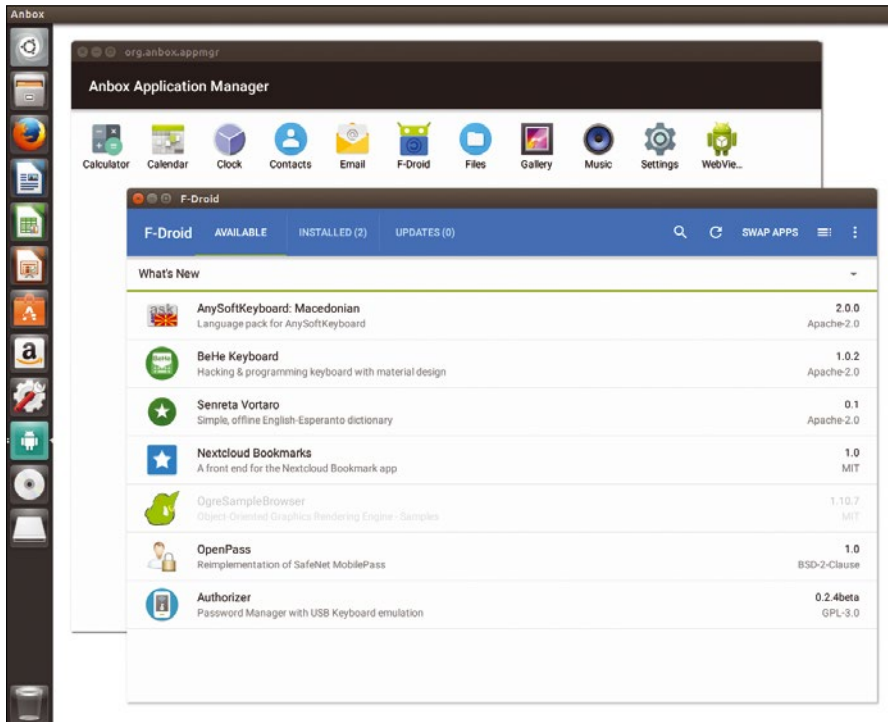 Anbox
org.anbox.appmgr
Anbox Application Manager
Calculator Calendar Clock Contacts Email F-Droid Files Gallery Music Settings WebVie...
F-Droid
F-Droid AVAILABLE INSTALLED (2) UPDATES (0) SWAP APPS
What's New
ask
AnySoftKeyboard: Macedonian 2.0.0
Language pack for AnySoftKeyboard Apache-2.0
BeHe
BeHe Keyboard 1.0.2
Hacking & programming keyboard with material design Apache-2.0
Senreta Vortaro 0.1
Simple, offline English-Esperanto dictionary Apache-2.0
Nextcloud Bookmarks 1.0
A front end for the Nextcloud Bookmark app MIT
OgreSampleBrowser 1.10.7
Object-Oriented Graphics Rendering Engine - Samples MIT
OpenPass 1.0
Reimplementation of SafeNet MobilePass BSD-2-Clause
Authorizer 0.2.4beta
Password Manager with USB Keyboard emulation GPL-3.0
a